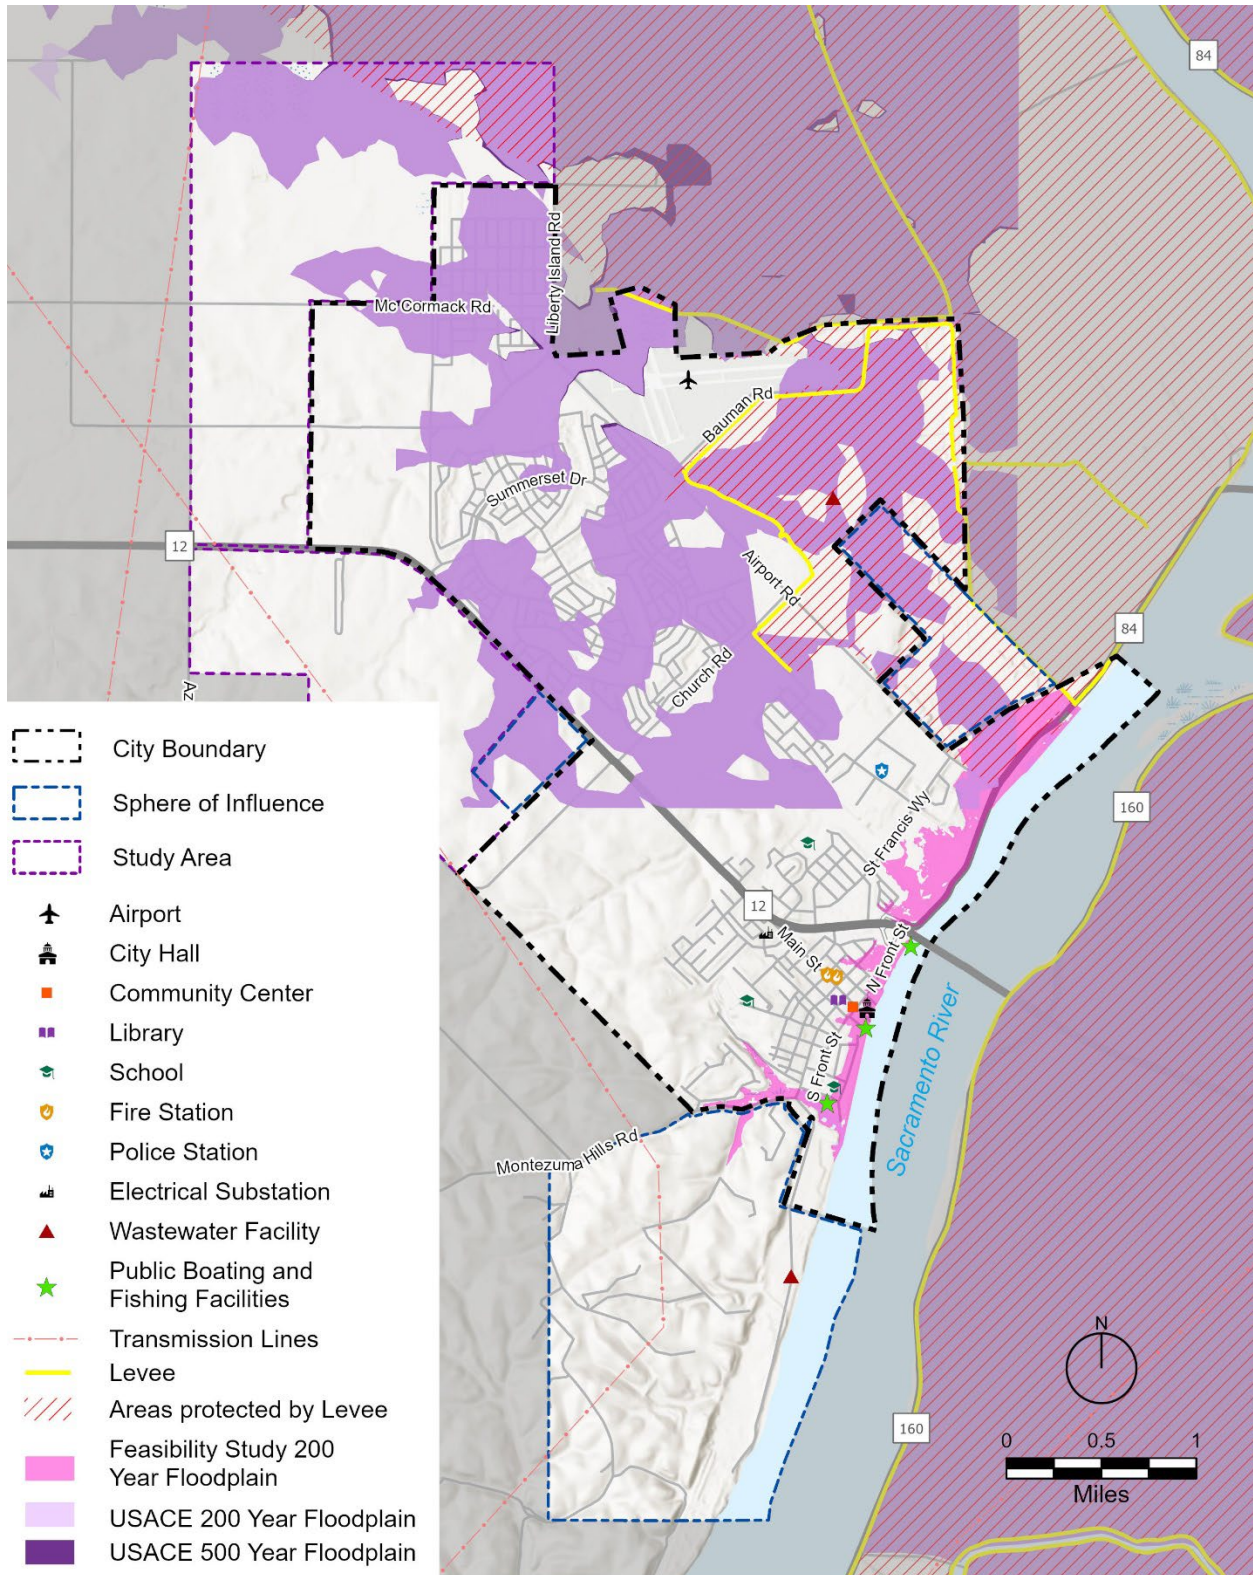 84
Liberty Island Rd
Mc Cormack Rd
Bauman Rd
Summerset Dr
12
Airport Rd
Church Rd
84
Az
160
St Francis Wy
12
Main St
N Front St
S Front St
Sacramento River
Montezuma Hills Rd
160
City Boundary
Sphere of Influence
Study Area
Airport
City Hall
Community Center
Library
School
Fire Station
Police Station
Electrical Substation
Wastewater Facility
Public Boating and
Fishing Facilities
Transmission Lines
Levee
Areas protected by Levee
Feasibility Study 200
Year Floodplain
USACE 200 Year Floodplain
USACE 500 Year Floodplain
N
0 0.5 1
Miles